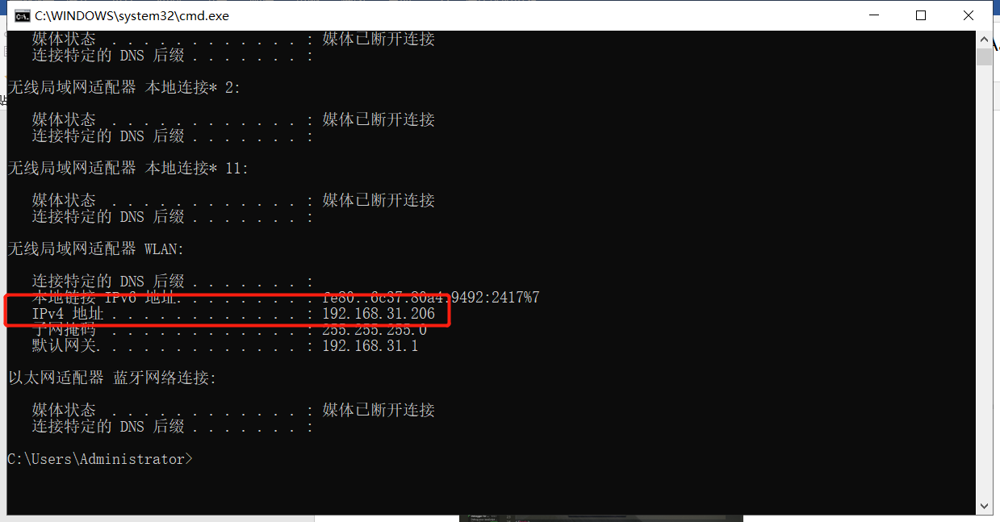 C:\WINDOWS\system32\cmd.exe
媒体状态 . . . . . . . . . . . . : 媒体已断开连接
连接特定的 DNS 后缀 . . . . . . . :
无线局域网适配器 本地连接* 2:
媒体状态 . . . . . . . . . . . . : 媒体已断开连接
连接特定的 DNS 后缀 . . . . . . . :
无线局域网适配器 本地连接* 11:
媒体状态 . . . . . . . . . . . . : 媒体已断开连接
连接特定的 DNS 后缀 . . . . . . . :
无线局域网适配器 WLAN:
连接特定的 DNS 后缀 . . . . . . . :
本地链接 IPv6 地址. . . . . . . . : fe80::6c37:80a4:9492:2417%7
IPv4 地址 . . . . . . . . . . . . : 192.168.31.206
子网掩码 . . . . . . . . . . . . : 255.255.255.0
默认网关. . . . . . . . . . . . . : 192.168.31.1
以太网适配器 蓝牙网络连接:
媒体状态 . . . . . . . . . . . . : 媒体已断开连接
连接特定的 DNS 后缀 . . . . . . . :
C:\Users\Administrator>